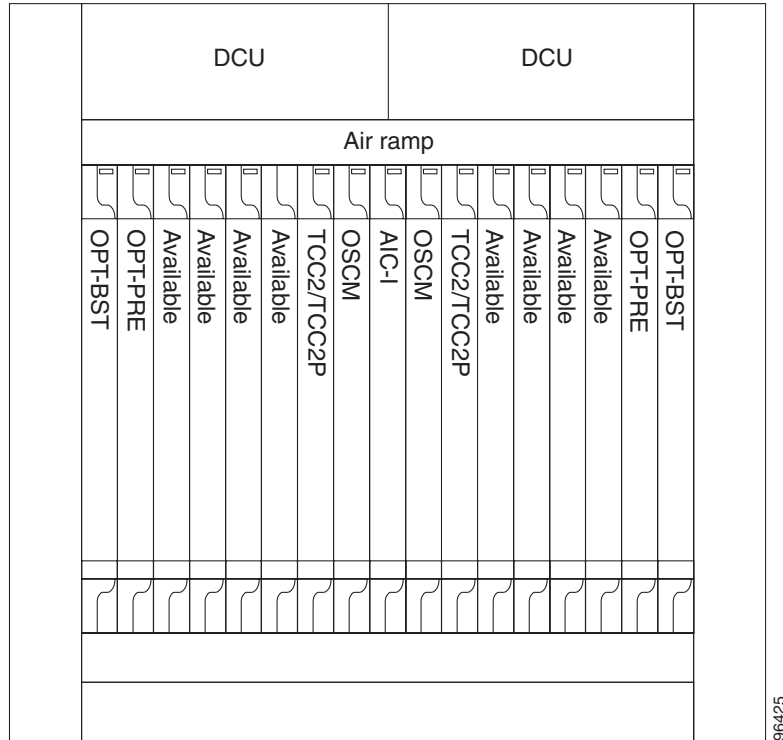 DCU
DCU
Air ramp
OPT-BST
OPT-PRE
Available
Available
Available
Available
TCC2/TCC2P
OSCM
AIC-I
OSCM
TCC2/TCC2P
Available
Available
Available
Available
OPT-PRE
OPT-BST
96425